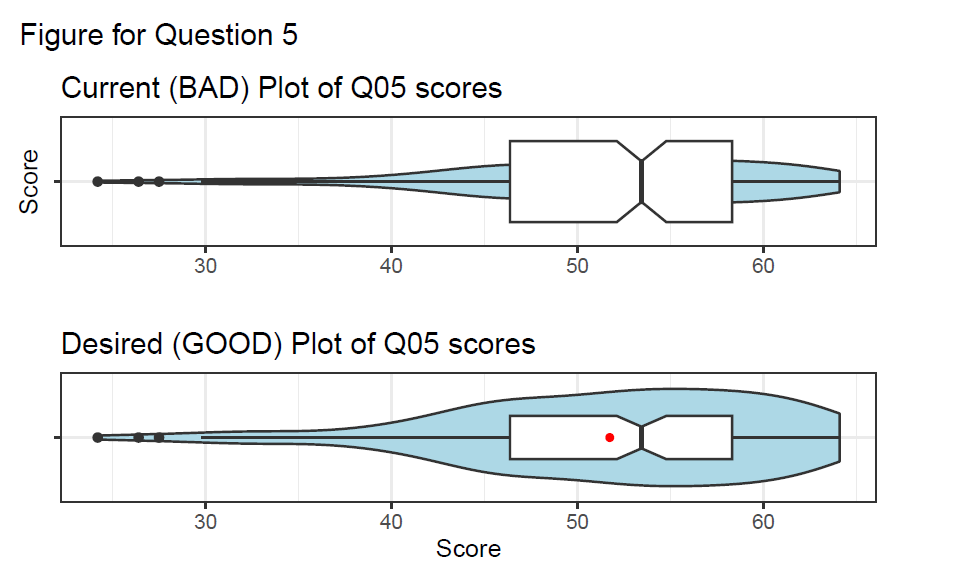 Figure for Question 5
Current (BAD) Plot of Q05 scores
Score
30 40 50 60
Desired (GOOD) Plot of Q05 scores
30 40 50 60
Score